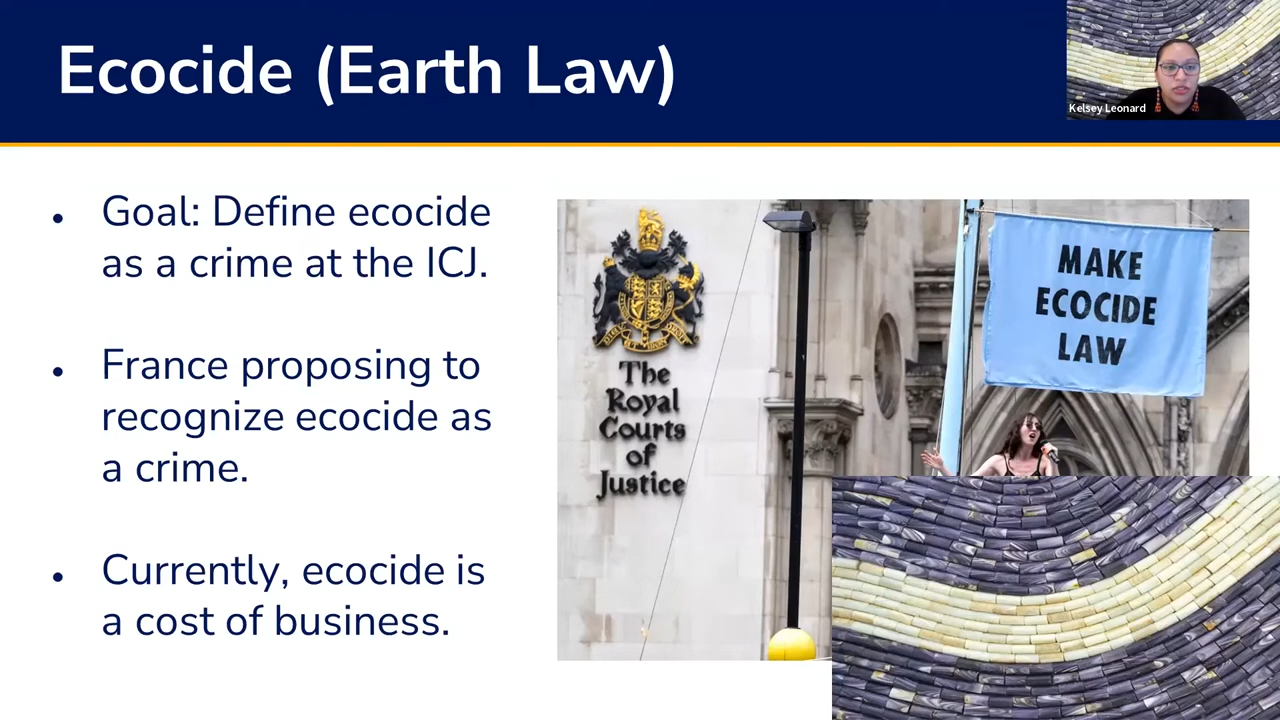 Ecocide (Earth Law)
Kelsey Leonard
• Goal: Define ecocide
as a crime at the ICJ.
• France proposing to
recognize ecocide as
a crime.
• Currently, ecocide is
a cost of business.
The
Royal
Courts
of
Justice
MAKE
ECOCIDE
LAW